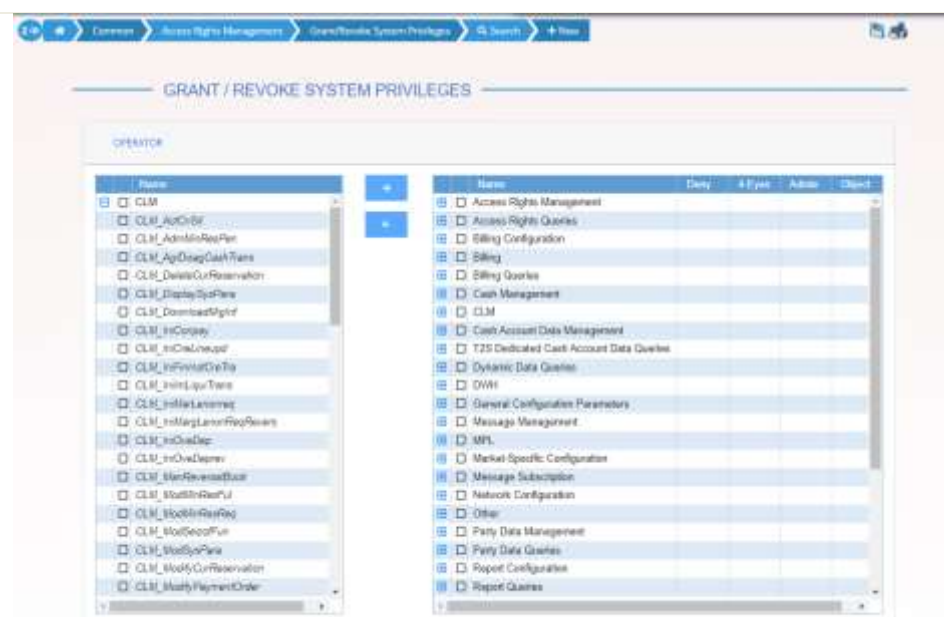 Common Access Rights Management Grant/Revoke System Privileges Search + New
GRANT / REVOKE SYSTEM PRIVILEGES
OPERATOR
Name
CLM
CLM_AdmMinResPen
CLM_AgrDisagCashTrans
CLM_DeleteCurReservation
CLM_DisplaySysPara
CLM_DownloadMgInf
CLM_IniOveDep
CLM_ModSysPara
CLM_ModifyCurReservation
CLM_ModifyPaymentOrder
Name Deny 4-Eyes Admin Object
Access Rights Management
Access Rights Queries
Billing Configuration
Billing
Billing Queries
Cash Management
CLM
Cash Account Data Management
T2S Dedicated Cash Account Data Queries
Dynamic Data Queries
DWH
General Configuration Parameters
Message Management
MPL
Market-Specific Configuration
Message Subscription
Network Configuration
Other
Party Data Management
Party Data Queries
Report Configuration
Report Queries